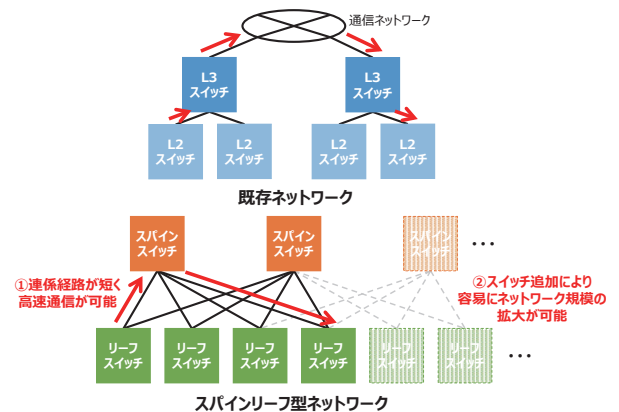 通信ネットワーク
L3
スイッチ
L3
スイッチ
L2
スイッチ
L2
スイッチ
L2
スイッチ
L2
スイッチ
既存ネットワーク
スパイン
スイッチ
スパイン
スイッチ
スパイン
スイッチ
…
①連係経路が短く
高速通信が可能
②スイッチ追加により
容易にネットワーク規模の
拡大が可能
リーフ
スイッチ
リーフ
スイッチ
リーフ
スイッチ
リーフ
スイッチ
リーフ
スイッチ
リーフ
スイッチ
…
スパインリーフ型ネットワーク